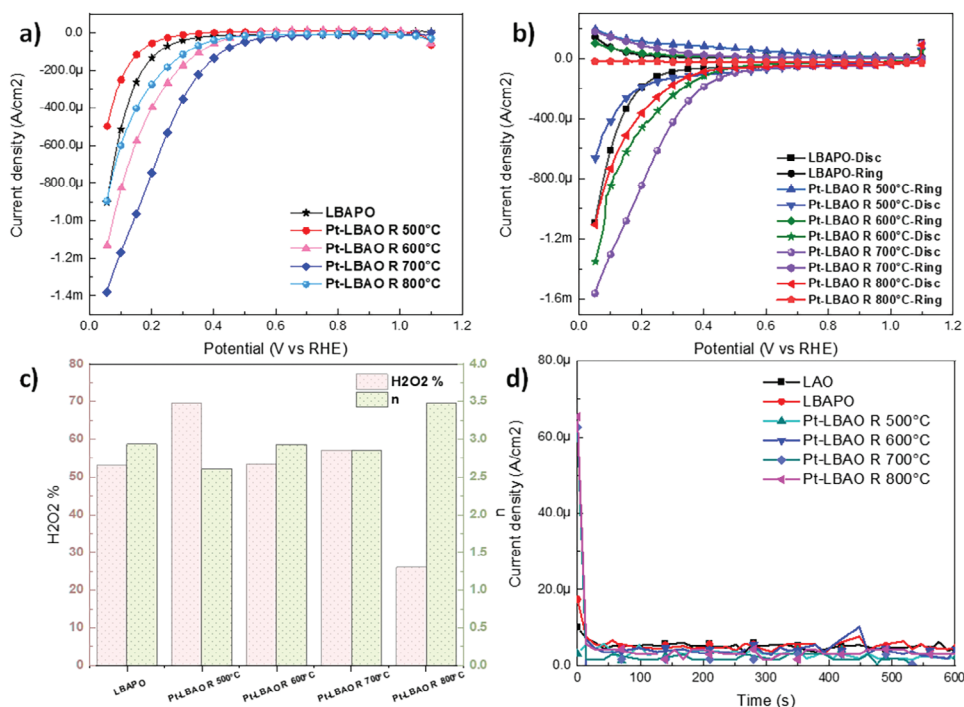 a)
Current density (A/cm2)
0.0
-200.0µ
-400.0µ
-600.0µ
-800.0µ
-1.0m
-1.2m
-1.4m
LBAPO
Pt-LBAO R 500°C
Pt-LBAO R 600°C
Pt-LBAO R 700°C
Pt-LBAO R 800°C
0.0 0.2 0.4 0.6 0.8 1.0 1.2
Potential (V vs RHE)
b)
Current density (A/cm2)
400.0µ
0.0
-400.0µ
-800.0µ
-1.2m
-1.6m
LBAPO-Disc
LBAPO-Ring
Pt-LBAO R 500°C-Ring
Pt-LBAO R 500°C-Disc
Pt-LBAO R 600°C-Ring
Pt-LBAO R 600°C-Disc
Pt-LBAO R 700°C-Disc
Pt-LBAO R 700°C-Ring
Pt-LBAO R 800°C-Disc
Pt-LBAO R 800°C-Ring
0.0 0.2 0.4 0.6 0.8 1.0 1.2
Potential (V vs RHE)
c)
H2O2 %
80
70
60
50
40
30
20
10
0
H2O2 %
n
4.0
3.5
3.0
2.5
2.0
1.5
1.0
0.5
0.0
n
LBAPO
Pt-LBAO R 500°C
Pt-LBAO R 600°C
Pt-LBAO R 700°C
Pt-LBAO R 800°C
d)
Current density (A/cm2)
80.0µ
60.0µ
40.0µ
20.0µ
0.0
LAO
LBAPO
Pt-LBAO R 500°C
Pt-LBAO R 600°C
Pt-LBAO R 700°C
Pt-LBAO R 800°C
0 100 200 300 400 500 600
Time (s)